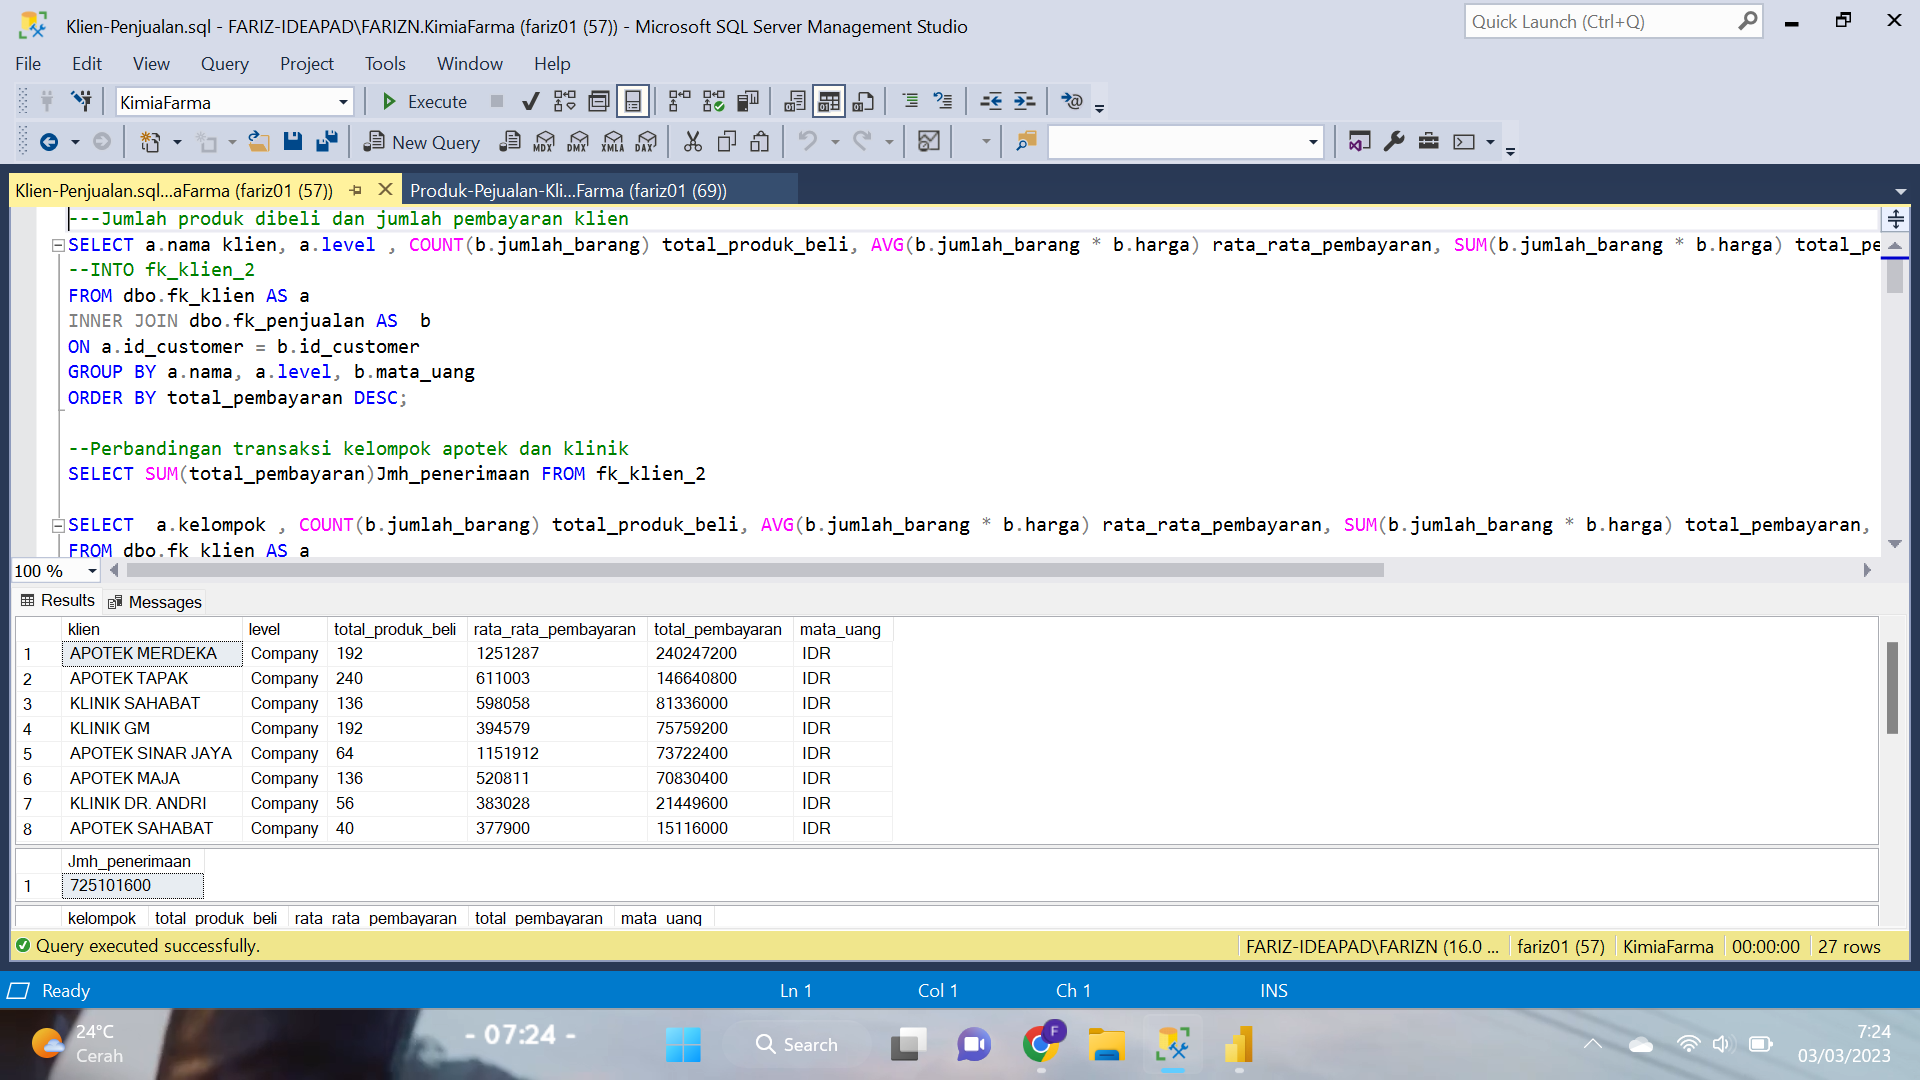 Klien-Penjualan.sql - FARIZ-IDEAPAD\FARIZN.KimiaFarma (fariz01 (57)) - Microsoft SQL Server Management Studio
Quick Launch (Ctrl+Q)
File Edit View Query Project Tools Window Help
KimiaFarma Execute
New Query MDX DMX XMLA DAX
Klien-Penjualan.sql...aFarma (fariz01 (57)) Produk-Pejualan-Kli...Farma (fariz01 (69))
---Jumlah produk dibeli dan jumlah pembayaran klien
SELECT a.nama klien, a.level , COUNT(b.jumlah_barang) total_produk_beli, AVG(b.jumlah_barang * b.harga) rata_rata_pembayaran, SUM(b.jumlah_barang * b.harga) total_pe
--INTO fk_klien_2
FROM dbo.fk_klien AS a
INNER JOIN dbo.fk_penjualan AS  b
ON a.id_customer = b.id_customer
GROUP BY a.nama, a.level, b.mata_uang
ORDER BY total_pembayaran DESC;
--Perbandingan transaksi kelompok apotek dan klinik
SELECT SUM(total_pembayaran)Jmh_penerimaan FROM fk_klien_2
SELECT  a.kelompok , COUNT(b.jumlah_barang) total_produk_beli, AVG(b.jumlah_barang * b.harga) rata_rata_pembayaran, SUM(b.jumlah_barang * b.harga) total_pembayaran,
FROM dbo.fk_klien AS a
100 %
Results Messages
klien level total_produk_beli rata_rata_pembayaran total_pembayaran mata_uang
1 APOTEK MERDEKA Company 192 1251287 240247200 IDR
2 APOTEK TAPAK Company 240 611003 146640800 IDR
3 KLINIK SAHABAT Company 136 598058 81336000 IDR
4 KLINIK GM Company 192 394579 75759200 IDR
5 APOTEK SINAR JAYA Company 64 1151912 73722400 IDR
6 APOTEK MAJA Company 136 520811 70830400 IDR
7 KLINIK DR. ANDRI Company 56 383028 21449600 IDR
8 APOTEK SAHABAT Company 40 377900 15116000 IDR
Jmh_penerimaan
1 725101600
kelompok total_produk_beli rata_rata_pembayaran total_pembayaran mata_uang
Query executed successfully. FARIZ-IDEAPAD\FARIZN (16.0 ... fariz01 (57) KimiaFarma 00:00:00 27 rows
Ready Ln 1 Col 1 Ch 1 INS
24°C
Cerah
- 07:24 -
Search
F
7:24
03/03/2023